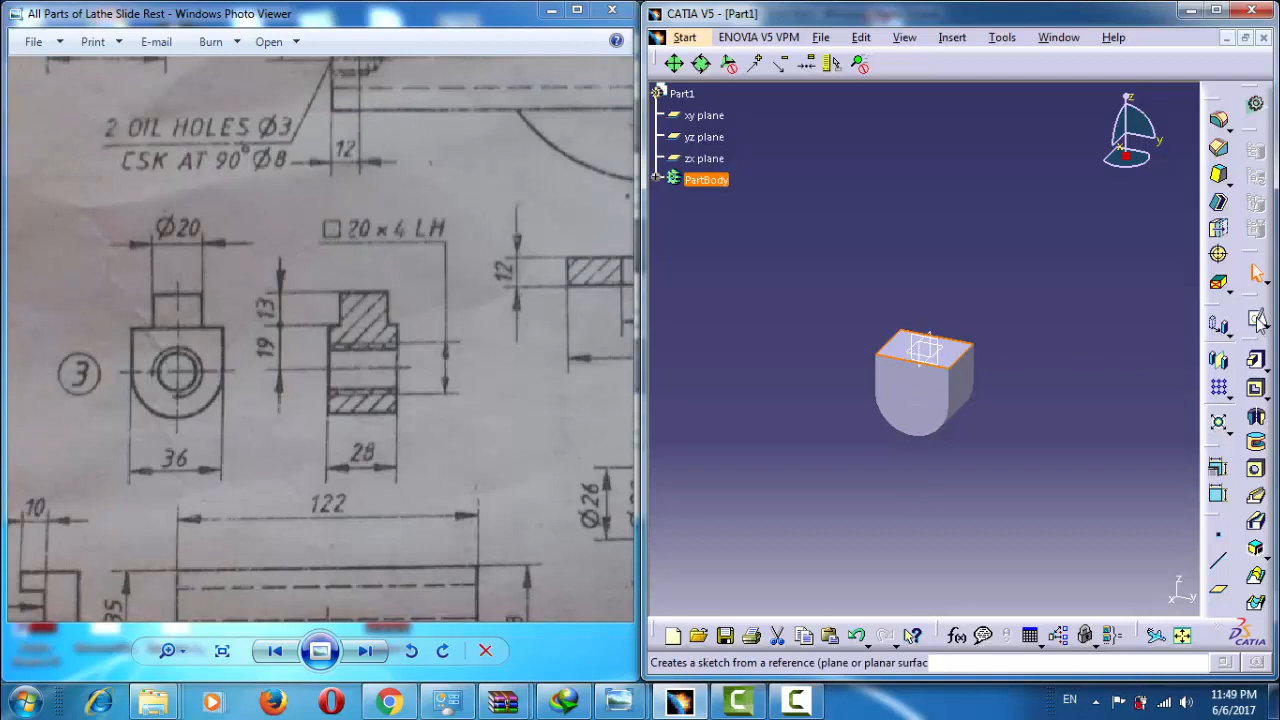 All Parts of Lathe Slide Rest - Windows Photo Viewer
File Print E-mail Burn Open
2 OIL HOLES Ø3
CSK AT 90° Ø8
12
Ø20
□ 20 × 4 LH
12
13
19
3
36
28
10
122
Ø26
35
CATIA V5 - [Part1]
Start ENOVIA V5 VPM File Edit View Insert Tools Window Help
Part1
xy plane
yz plane
zx plane
PartBody
z
y
z
x
y
f(x)
CATIA
Creates a sketch from a reference (plane or planar surfac
EN
11:49 PM
6/6/2017